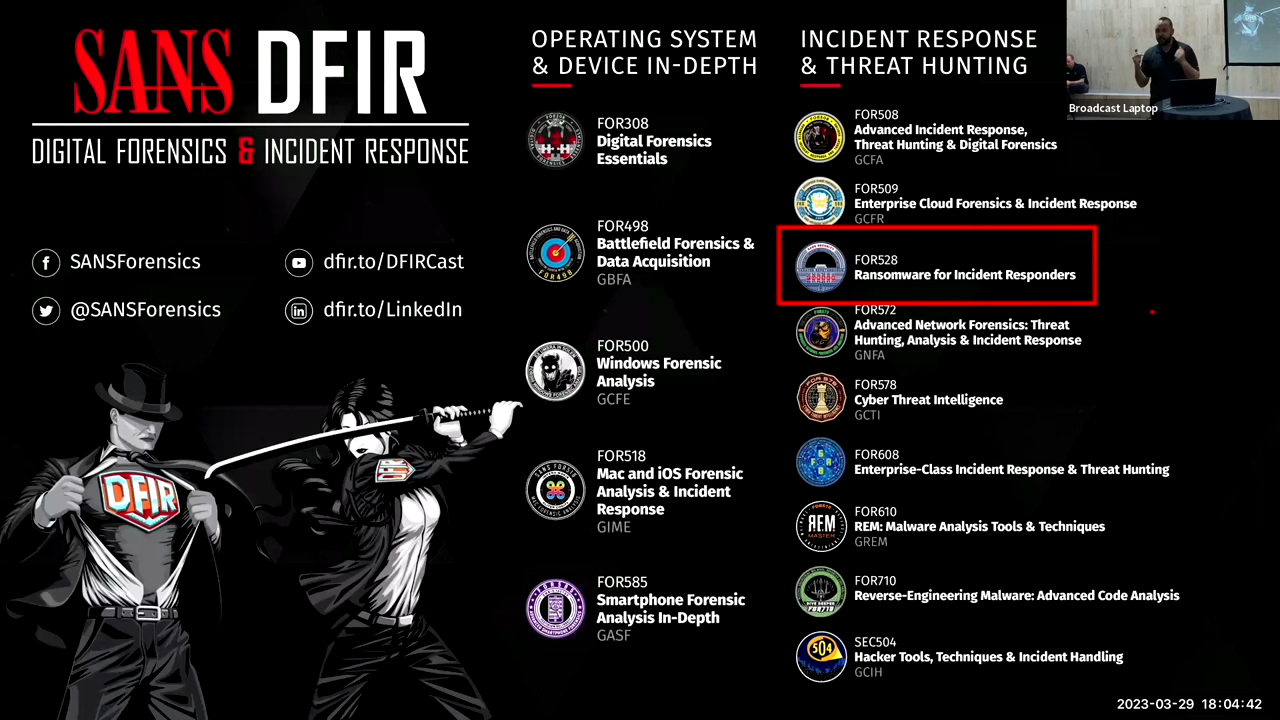 SANS DFIR
DIGITAL FORENSICS & INCIDENT RESPONSE
SANSForensics
dfir.to/DFIRCast
@SANSForensics
dfir.to/LinkedIn
DFIR
OPERATING SYSTEM
& DEVICE IN-DEPTH
FOR308
Digital Forensics
Essentials
FOR498
Battlefield Forensics &
Data Acquisition
GBFA
FOR500
Windows Forensic
Analysis
GCFE
FOR518
Mac and iOS Forensic
Analysis & Incident
Response
GIME
FOR585
Smartphone Forensic
Analysis In-Depth
GASF
INCIDENT RESPONSE
& THREAT HUNTING
FOR508
Advanced Incident Response,
Threat Hunting & Digital Forensics
GCFA
FOR509
Enterprise Cloud Forensics & Incident Response
GCFR
FOR528
Ransomware for Incident Responders
FOR572
Advanced Network Forensics: Threat
Hunting, Analysis & Incident Response
GNFA
FOR578
Cyber Threat Intelligence
GCTI
FOR608
Enterprise-Class Incident Response & Threat Hunting
FOR610
REM: Malware Analysis Tools & Techniques
GREM
FOR710
Reverse-Engineering Malware: Advanced Code Analysis
SEC504
Hacker Tools, Techniques & Incident Handling
GCIH
REM
MASTER
504
Broadcast Laptop
2023-03-29 18:04:42